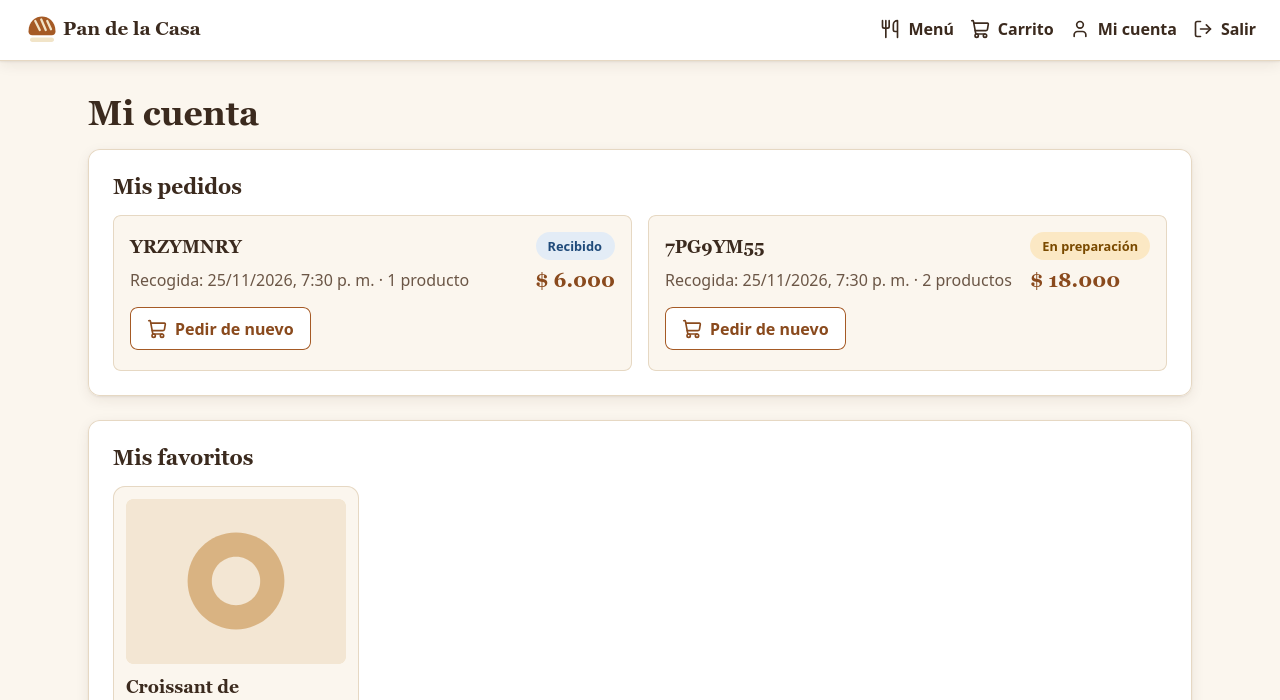 Pan de la Casa
Menú
Carrito
Mi cuenta
Salir
Mi cuenta
Mis pedidos
YRZYMNRY
Recibido
Recogida: 25/11/2026, 7:30 p. m. · 1 producto
$ 6.000
Pedir de nuevo
7PG9YM55
En preparación
Recogida: 25/11/2026, 7:30 p. m. · 2 productos
$ 18.000
Pedir de nuevo
Mis favoritos
Croissant de